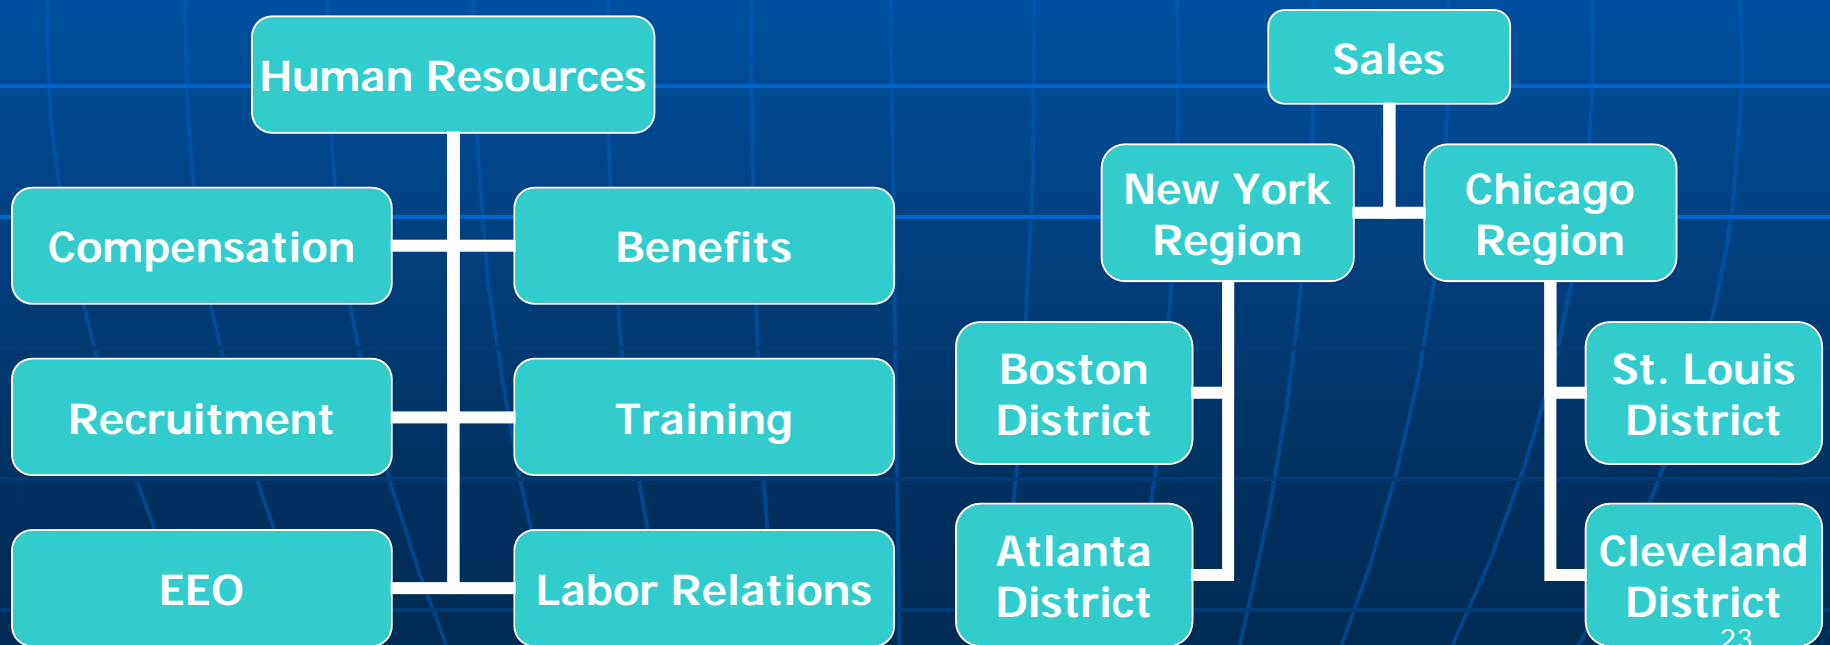 Human Resources
Compensation
Benefits
Recruitment
Training
EEO
Labor Relations
Sales
New York
Region
Chicago
Region
Boston
District
St. Louis
District
Atlanta
District
Cleveland
District
23